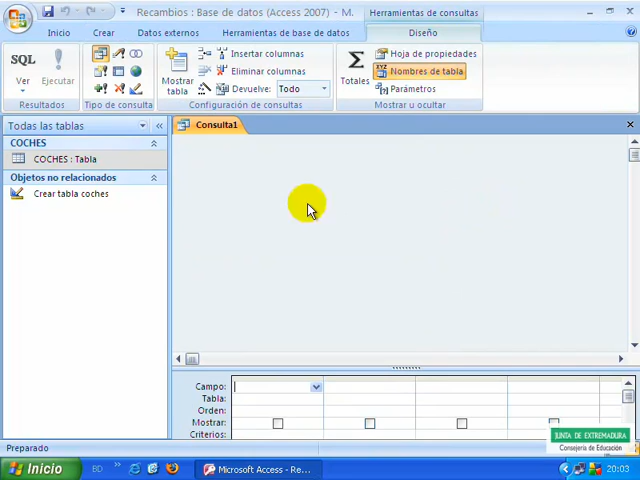 Recambios : Base de datos (Access 2007) - M.
Herramientas de consultas
Inicio
Crear
Datos externos
Herramientas de base de datos
Diseño
SQL
Ver
Ejecutar
Resultados
Tipo de consulta
Mostrar tabla
Insertar columnas
Eliminar columnas
Devuelve: Todo
Configuración de consultas
Totales
Hoja de propiedades
Nombres de tabla
Parámetros
Mostrar u ocultar
Todas las tablas
COCHES
COCHES : Tabla
Objetos no relacionados
Crear tabla coches
Consulta1
Campo:
Tabla:
Orden:
Mostrar:
Criterios:
JUNTA DE EXTREMADURA
Consejería de Educación
Preparado
Inicio
BD
Microsoft Access - Re...
20:03